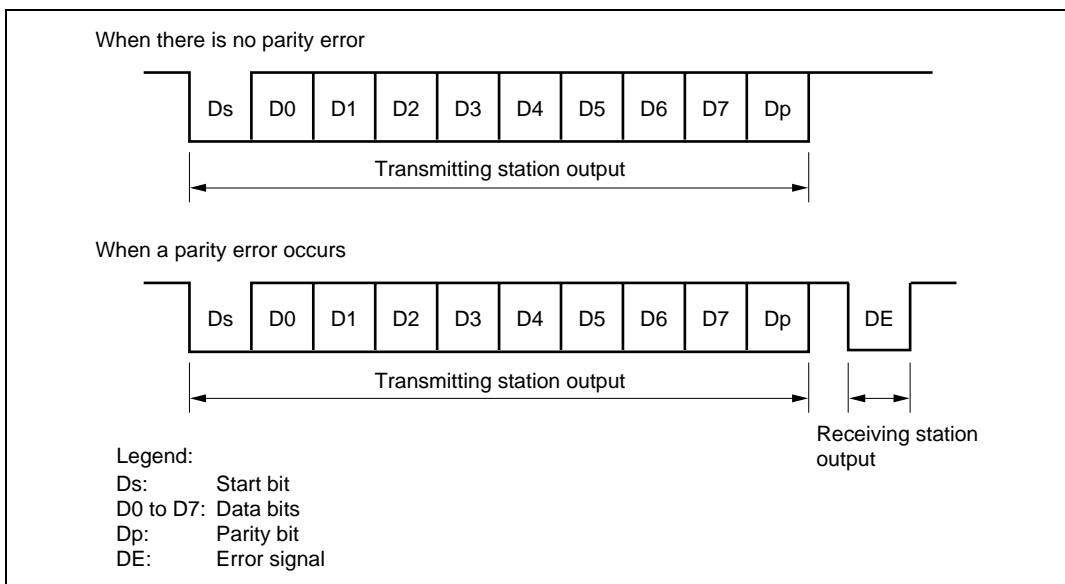 When there is no parity error
Ds D0 D1 D2 D3 D4 D5 D6 D7 Dp
Transmitting station output
When a parity error occurs
Ds D0 D1 D2 D3 D4 D5 D6 D7 Dp DE
Transmitting station output
Receiving station
output
Legend:
Ds: Start bit
D0 to D7: Data bits
Dp: Parity bit
DE: Error signal